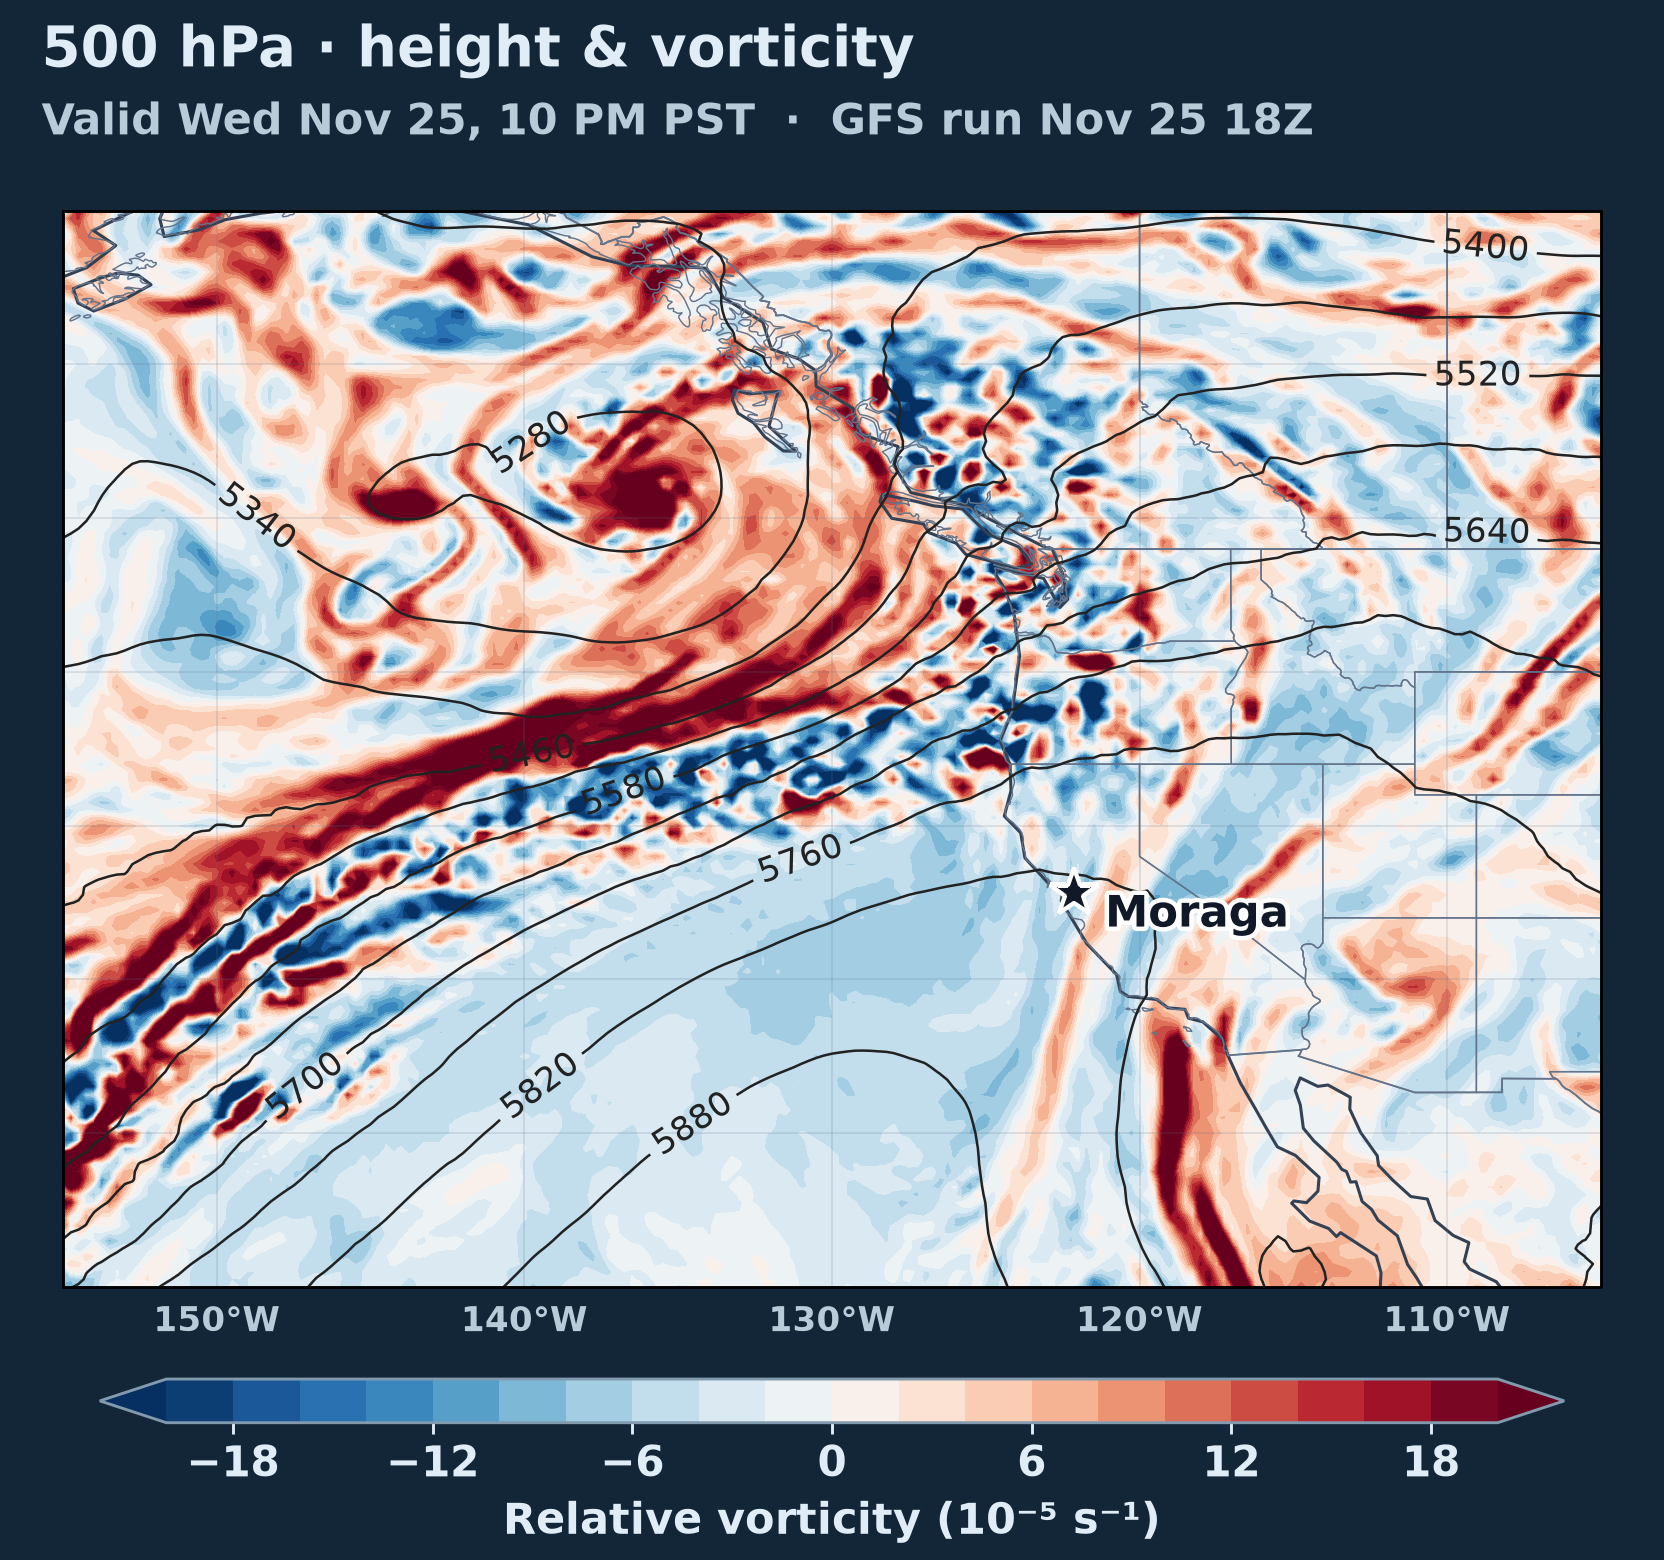 500 hPa · height & vorticity
Valid Wed Nov 25, 10 PM PST · GFS run Nov 25 18Z
5400
5520
5280
5340
5640
5460
5580
5760
Moraga
5700
5820
5880
150°W 140°W 130°W 120°W 110°W
−18 −12 −6 0 6 12 18
Relative vorticity (10⁻⁵ s⁻¹)